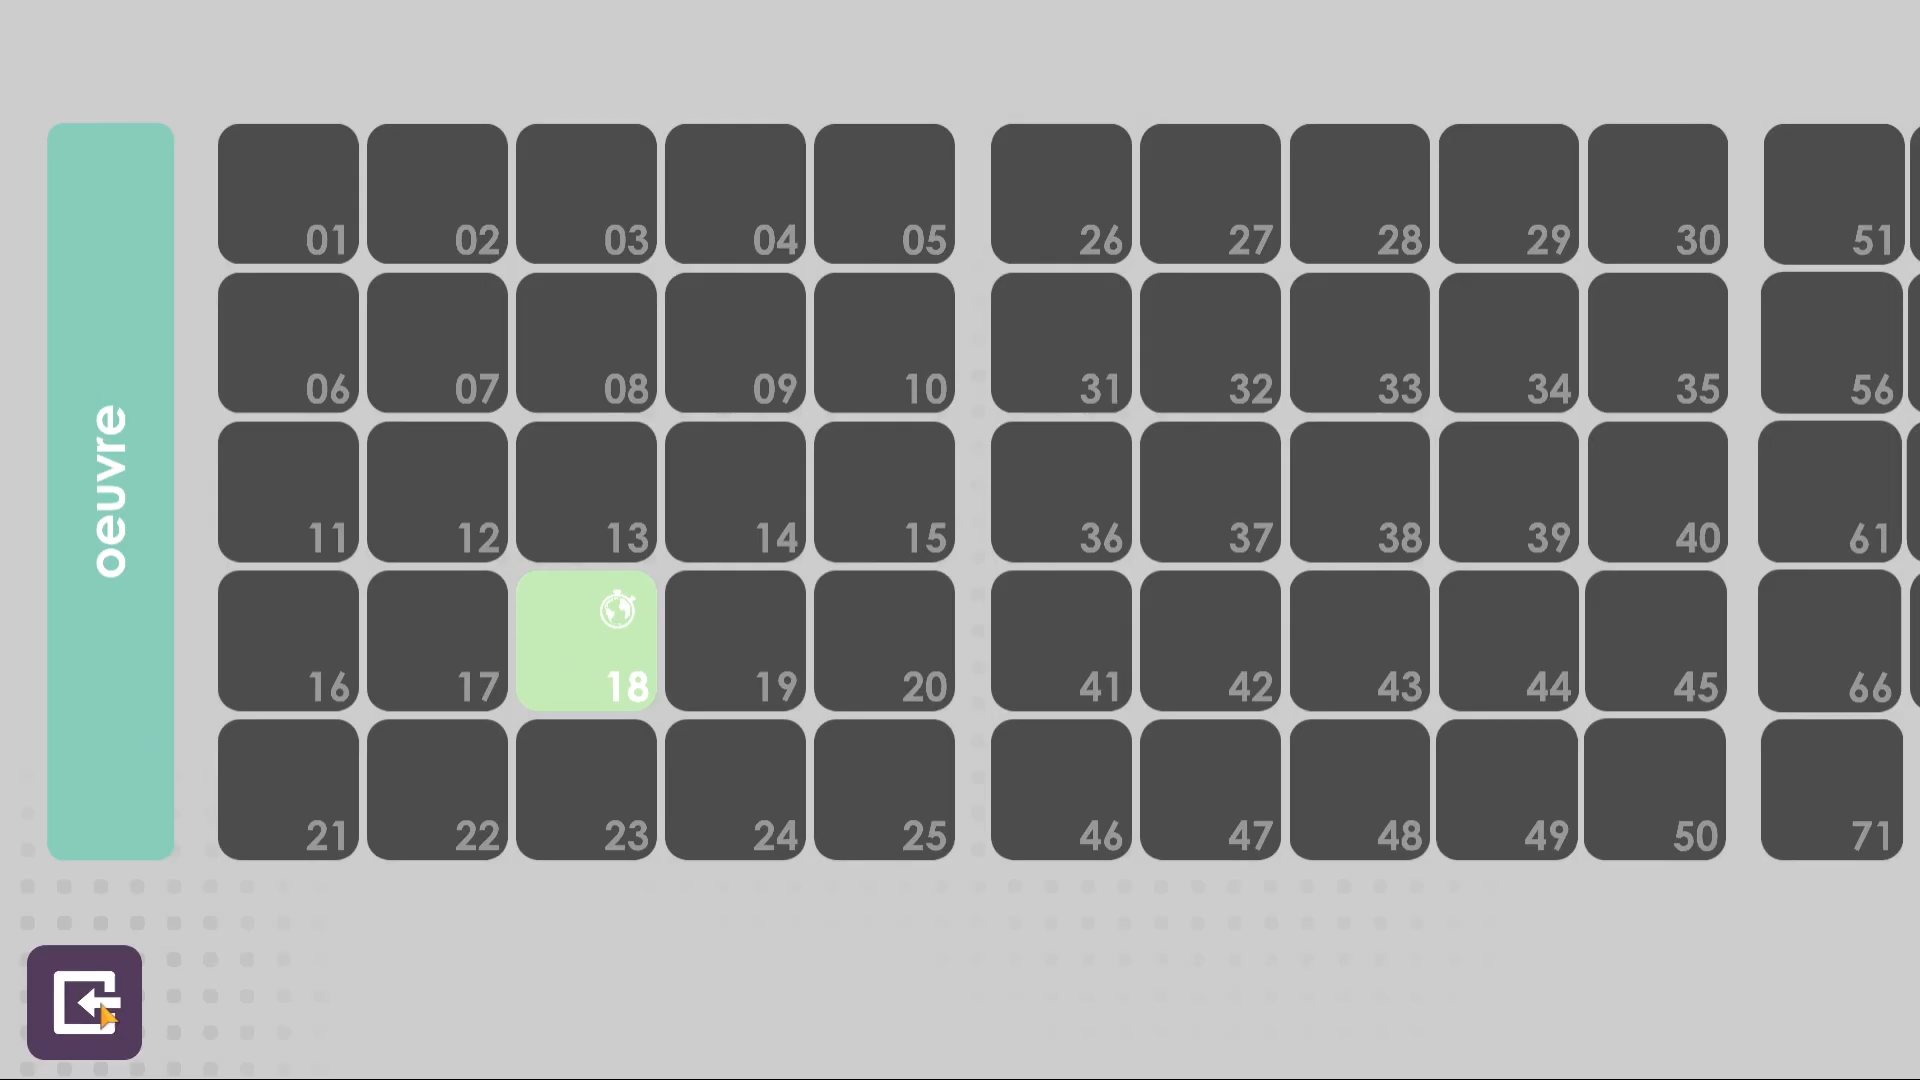 oeuvre
01 02 03 04 05 26 27 28 29 30 51
06 07 08 09 10 31 32 33 34 35 56
11 12 13 14 15 36 37 38 39 40 61
16 17 18 19 20 41 42 43 44 45 66
21 22 23 24 25 46 47 48 49 50 71